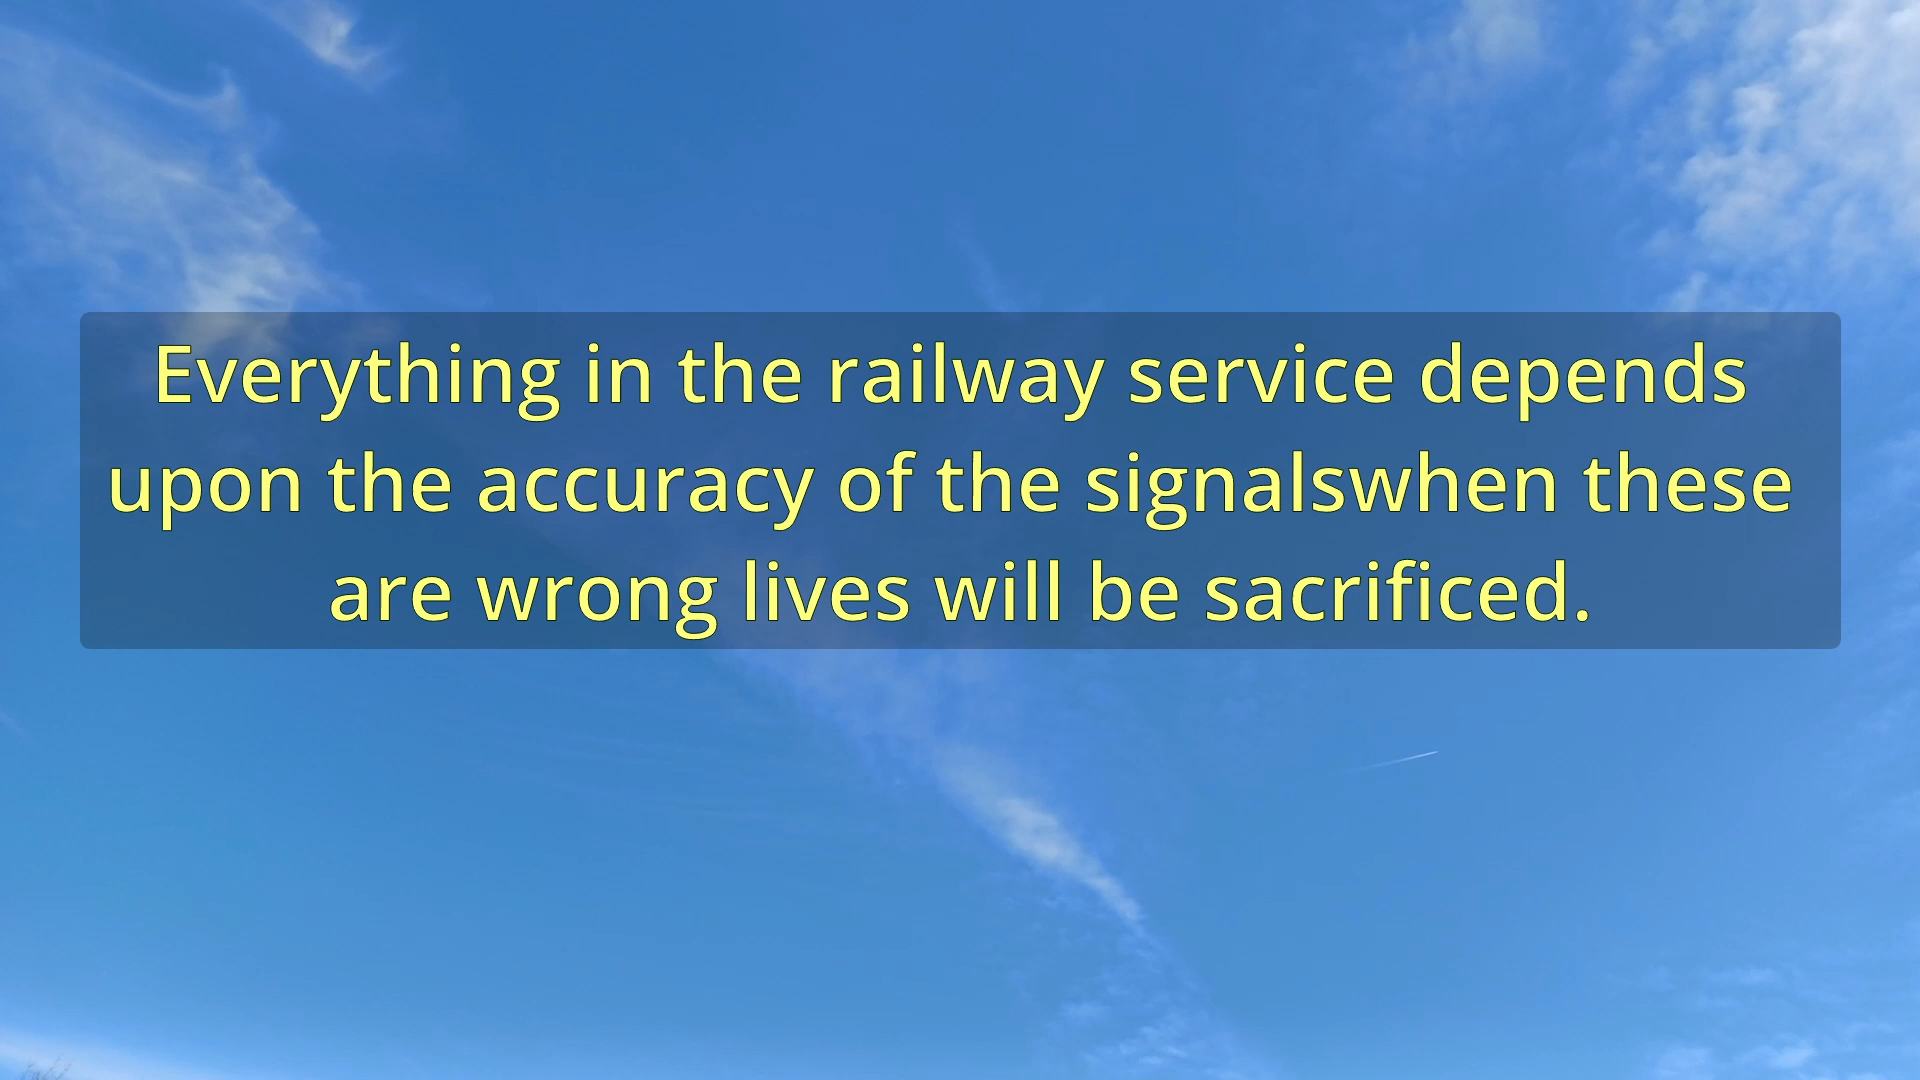 Everything in the railway service depends
upon the accuracy of the signalswhen these
are wrong lives will be sacrificed.